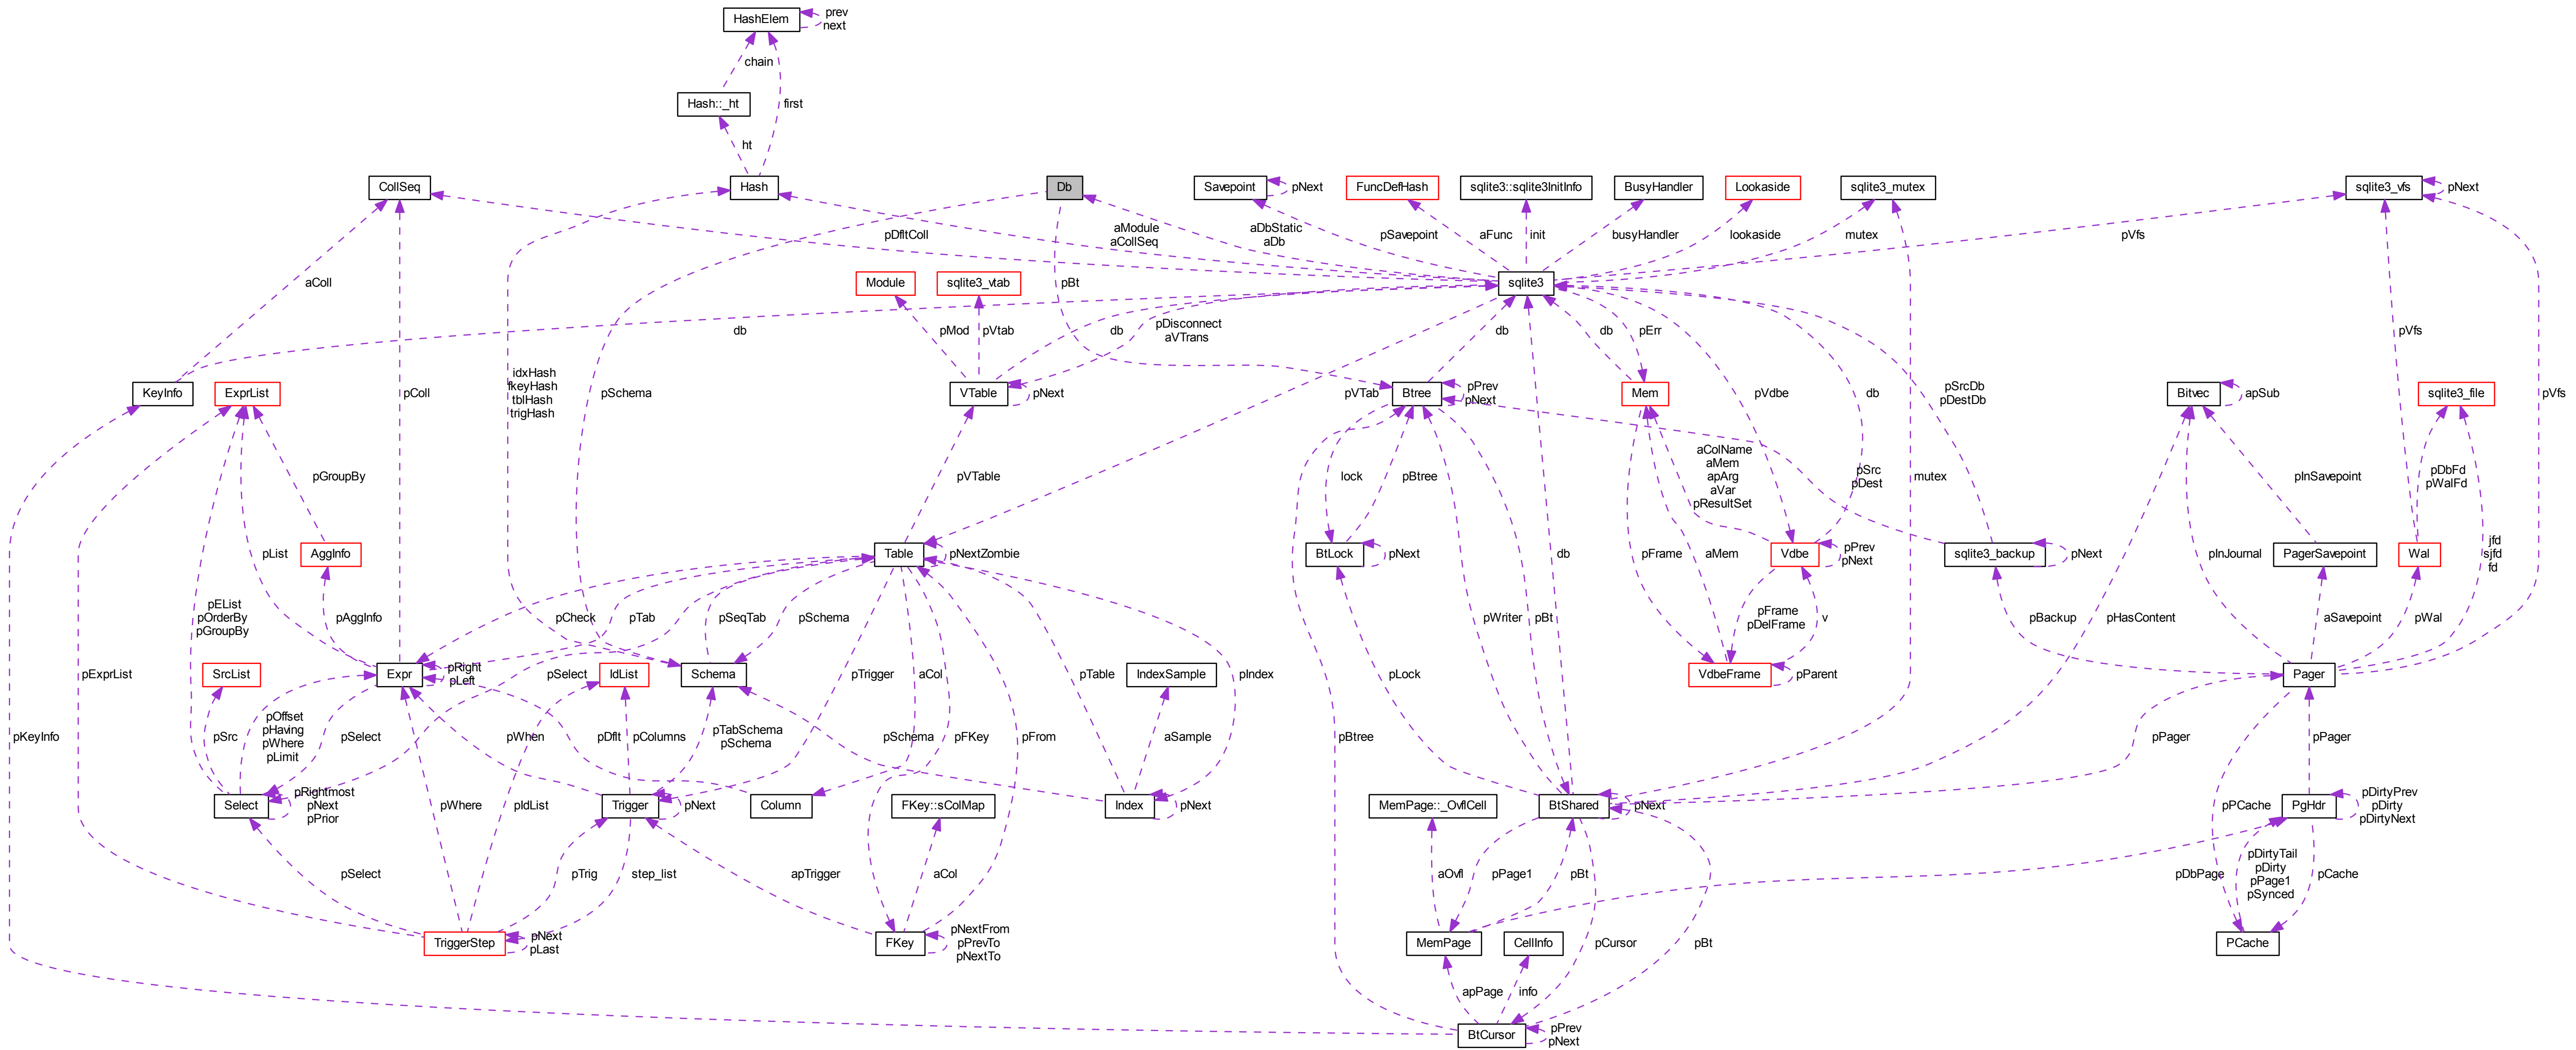 HashElem
prev
next
chain
Hash::_ht
first
ht
CollSeq
Hash
Db
Savepoint
pNext
FuncDefHash
sqlite3::sqlite3InitInfo
BusyHandler
Lookaside
sqlite3_mutex
sqlite3_vfs
pNext
pDfltColl
aModule
aCollSeq
aDbStatic
aDb
pSavepoint
aFunc
init
busyHandler
lookaside
mutex
pVfs
aColl
Module
sqlite3_vtab
pBt
sqlite3
db
pMod
pVtab
db
pDisconnect
aVTrans
db
db
pErr
pVfs
KeyInfo
ExprList
pColl
idxHash
fkeyHash
tblHash
trigHash
pSchema
VTable
pNext
pVTab
Btree
pPrev
pNext
Mem
pVdbe
db
pSrcDb
pDestDb
Bitvec
apSub
sqlite3_file
pVfs
pGroupBy
pVTable
lock
pBtree
aColName
aMem
apArg
aVar
pResultSet
pSrc
pDest
mutex
pInSavepoint
pDbFd
pWalFd
pList
AggInfo
Table
pNextZombie
BtLock
pNext
db
pFrame
aMem
Vdbe
pPrev
pNext
sqlite3_backup
pNext
pInJournal
PagerSavepoint
Wal
jfd
sjfd
fd
pEList
pOrderBy
pGroupBy
pAggInfo
pCheck
pTab
pSeqTab
pSchema
pWriter
pBt
pFrame
pDelFrame
v
pBackup
pHasContent
aSavepoint
pWal
pExprList
SrcList
Expr
pRight
pLeft
pSelect
IdList
Schema
pTrigger
aCol
pTable
IndexSample
pIndex
pLock
VdbeFrame
pParent
Pager
pKeyInfo
pSrc
pOffset
pHaving
pWhere
pLimit
pSelect
pWhen
pDflt
pColumns
pTabSchema
pSchema
pFKey
pFrom
pSchema
aSample
pBtree
pPager
pPager
Select
pRightmost
pNext
pPrior
pWhere
pIdList
Trigger
pNext
Column
FKey::sColMap
Index
pNext
MemPage::_OvflCell
BtShared
pNext
pPCache
PgHdr
pDirtyPrev
pDirty
pDirtyNext
pSelect
pTrig
step_list
apTrigger
aCol
aOvfl
pPage1
pBt
pDbPage
pDirtyTail
pDirty
pPage1
pSynced
pCache
TriggerStep
pNext
pLast
FKey
pNextFrom
pPrevTo
pNextTo
MemPage
CellInfo
pCursor
pBt
PCache
apPage
info
BtCursor
pPrev
pNext